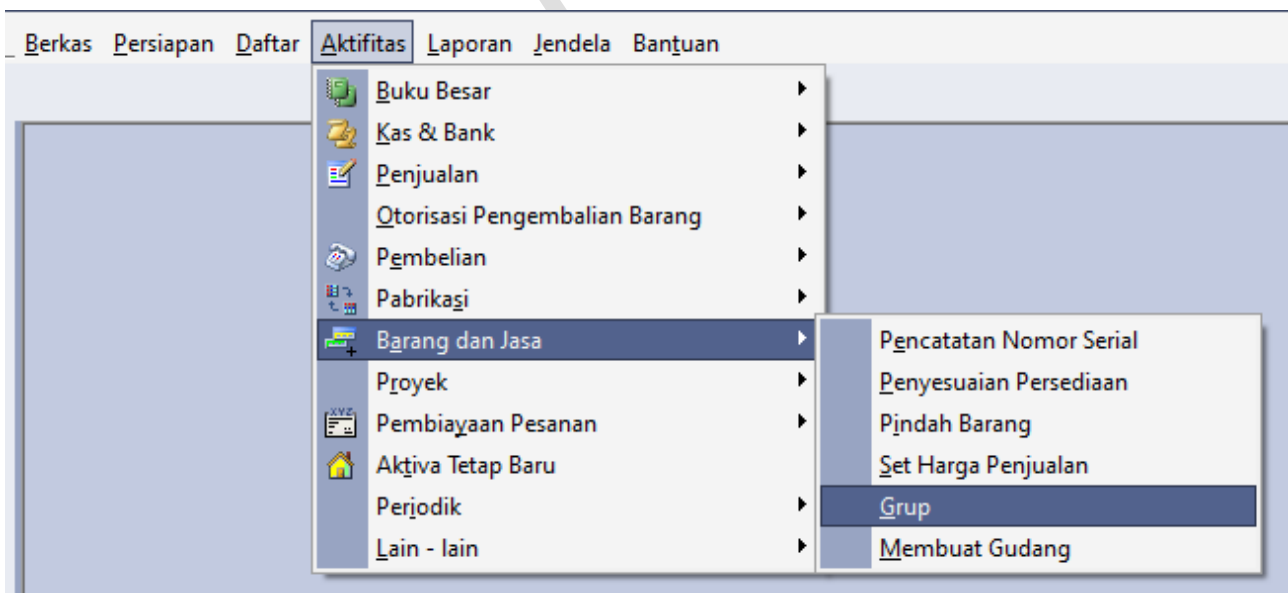 Berkas Persiapan Daftar Aktifitas Laporan Jendela Bantuan
Buku Besar
Kas & Bank
Penjualan
Otorisasi Pengembalian Barang
Pembelian
Pabrikasi
Barang dan Jasa
Proyek
XYZ
Pembiayaan Pesanan
Aktiva Tetap Baru
Periodik
Lain - lain
Pencatatan Nomor Serial
Penyesuaian Persediaan
Pindah Barang
Set Harga Penjualan
Grup
Membuat Gudang